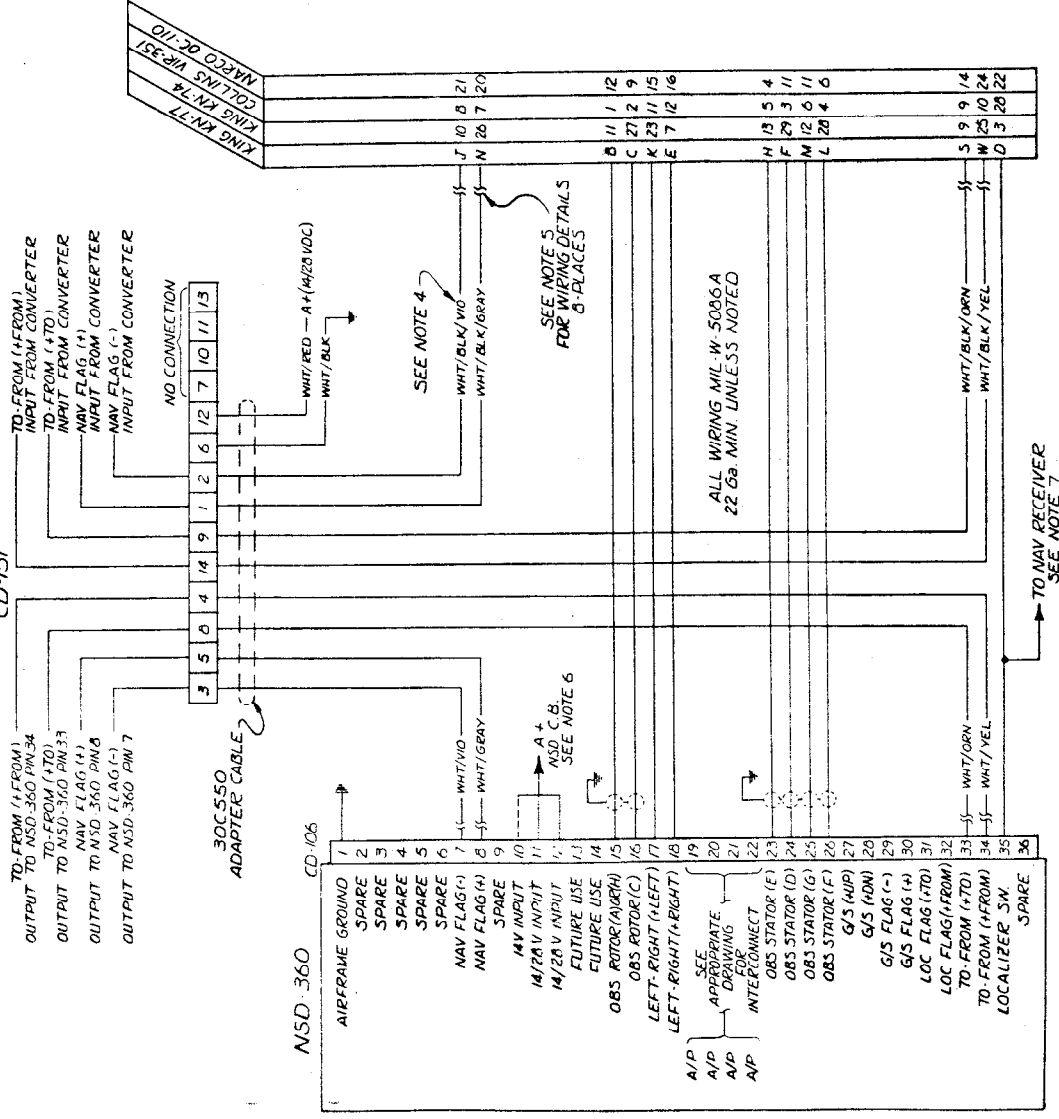 CD-131
TO-FROM (+FROM)
OUTPUT TO NSD-360 PIN 34
TO-FROM (+TO)
OUTPUT TO NSD-360 PIN 33
NAV FLAG (+)
OUTPUT TO NSD-360 PIN 8
NAV FLAG (-)
OUTPUT TO NSD-360 PIN 7
TO-FROM (+FROM)
INPUT FROM CONVERTER
TO-FROM (+TO)
INPUT FROM CONVERTER
NAV FLAG (+)
INPUT FROM CONVERTER
NAV FLAG (-)
INPUT FROM CONVERTER
NO CONNECTION
3 5 8 4 14 9 1 2 6 12 7 10 11 13
30C550
ADAPTER CABLE
WHT/RED A+(14/28 VDC)
WHT/BLK
SEE NOTE 4
WHT/BLK/VIO
WHT/BLK/GRAY
SEE NOTE 5
FOR WIRING DETAILS
8-PLACES
ALL WIRING MIL-W-5086A
22 Ga. MIN. UNLESS NOTED
WHT/BLK/ORN
WHT/BLK/YEL
TO NAV RECEIVER
SEE NOTE 7
KING KN-77
KING KN-74
COLLINS VIR-351
NARCO DC-110
J 10 8 21
N 26 7 20
B 11 1 12
C 27 2 9
K 23 11 15
E 7 12 16
H 13 5 4
F 29 3 11
M 12 6 11
L 28 4 6
S 9 9 14
W 25 10 24
D 3 28 22
NSD-360
CD-106
AIRFRAME GROUND 1
SPARE 2
SPARE 3
SPARE 4
SPARE 5
SPARE 6
NAV FLAG(-) 7 WHT/VIO
NAV FLAG(+) 8 WHT/GRAY
SPARE 9
14V INPUT 10
14/28V INPUT 11
14/28V INPUT 12
A+
NSD C.B.
SEE NOTE 6
FUTURE USE 13
FUTURE USE 14
OBS ROTOR(A)OR(H) 15
OBS ROTOR(C) 16
LEFT-RIGHT (+LEFT) 17
LEFT-RIGHT (+RIGHT) 18
A/P 19
A/P 20
A/P 21
A/P 22
SEE
APPROPRIATE
DRAWING
FOR
INTERCONNECT
OBS STATOR (E) 23
OBS STATOR (D) 24
OBS STATOR (G) 25
OBS STATOR (F) 26
G/S (+UP) 27
G/S (+DN) 28
G/S FLAG (-) 29
G/S FLAG (+) 30
LOC FLAG (+TO) 31
LOC FLAG(+FROM) 32
TO-FROM (+TO) 33 WHT/ORN
TO-FROM (+FROM) 34 WHT/YEL
LOCALIZER SW. 35
SPARE 36